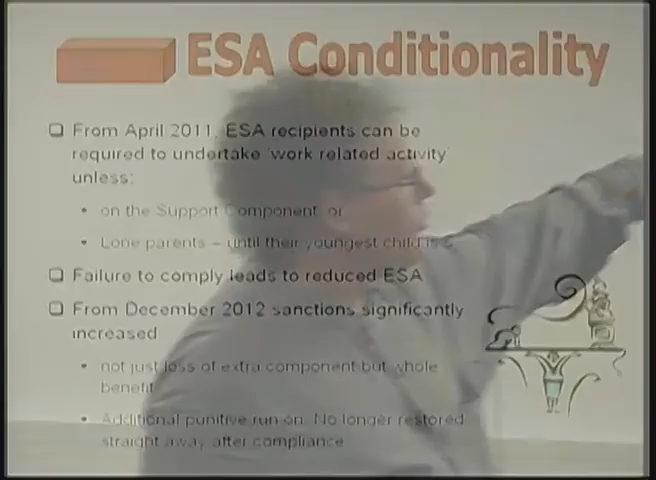 ESA Conditionality
❑ From April 2011, ESA recipients can be
required to undertake 'work related activity'
unless:
• on the Support Component, or
• Lone parents – until their youngest child is
❑ Failure to comply leads to reduced ESA
❑ From December 2012 sanctions significantly
increased
• not just loss of extra component but whole
benefit
• Additional punitive run on. No longer restored
straight away after compliance